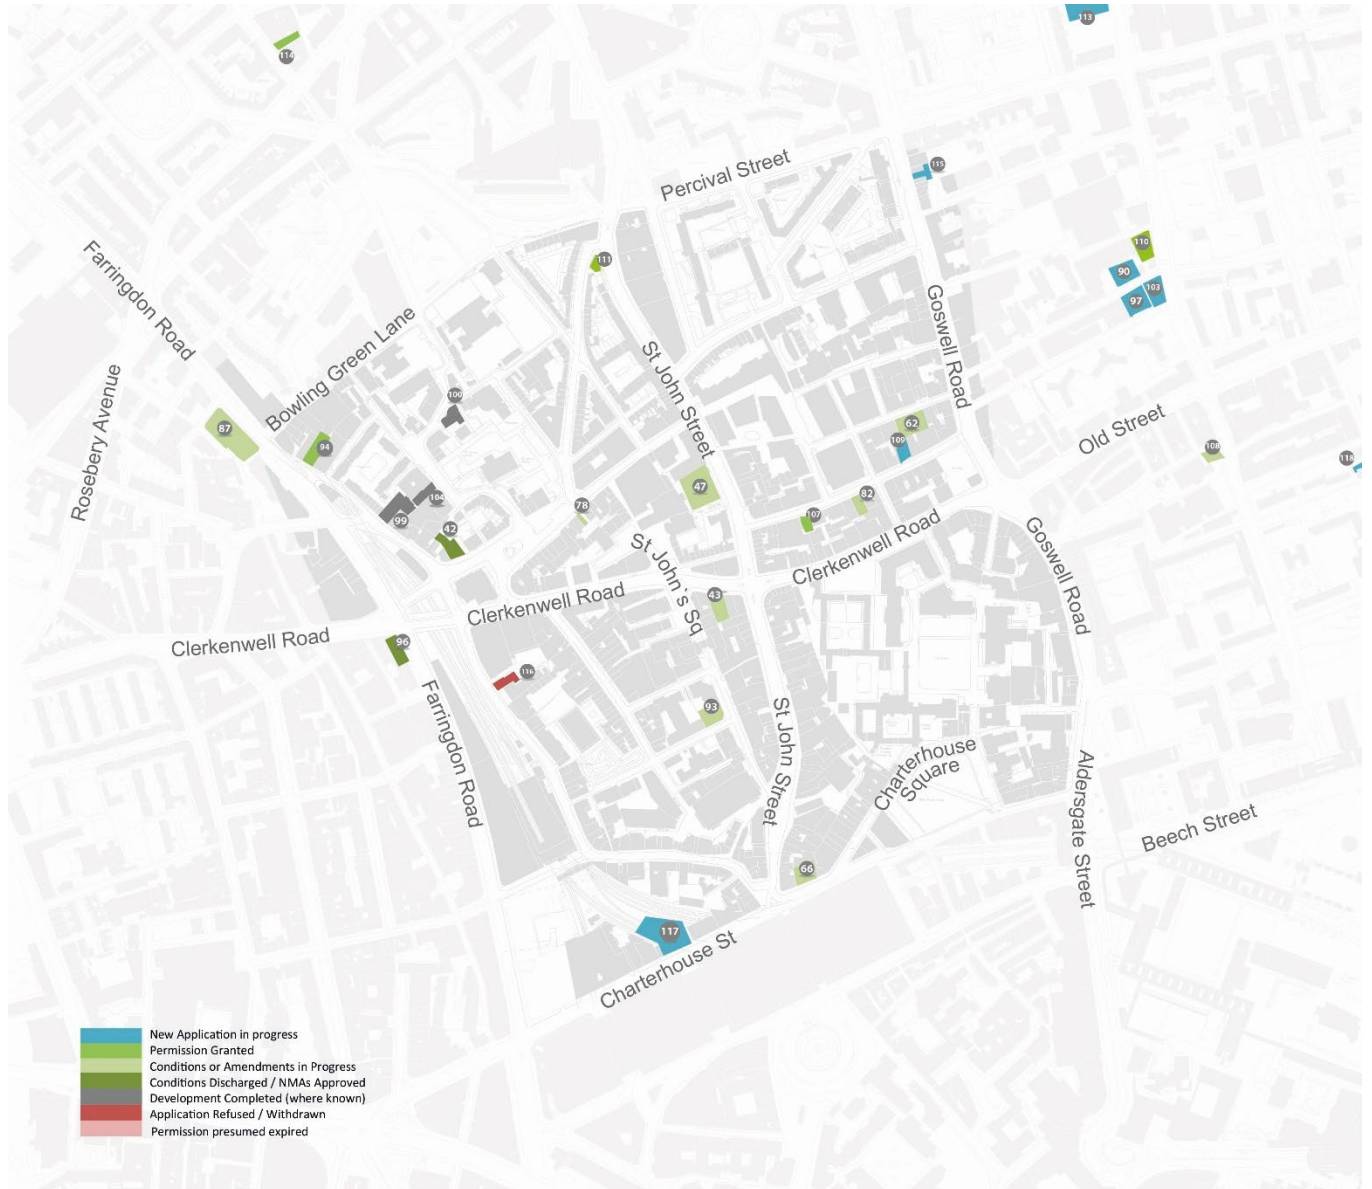 113
114
115
Percival Street
110
111
90
103
97
Farringdon Road
Goswell Road
Bowling Green Lane
St John Street
Rosebery Avenue
100
87
94
62
109
Old Street
108
118
47
104
99
42
78
82
107
St John`s Sq
Clerkenwell Road
Goswell Road
43
Clerkenwell Road
Clerkenwell Road
96
116
93
Farringdon Road
St John Street
Charterhouse
Square
Aldersgate Street
Beech Street
66
117
Charterhouse St
New Application in progress
Permission Granted
Conditions or Amendments in Progress
Conditions Discharged / NMAs Approved
Development Completed (where known)
Application Refused / Withdrawn
Permission presumed expired